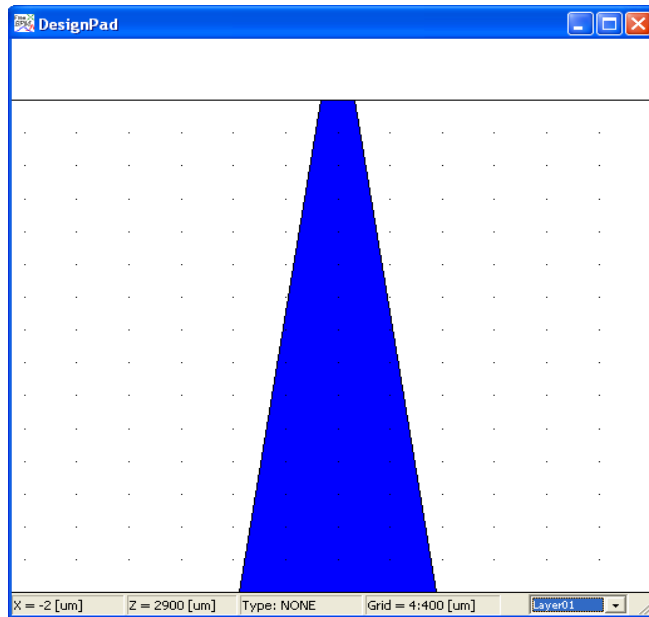 DesignPad
X = -2 [um] Z = 2900 [um] Type: NONE Grid = 4:400 [um] Layer01